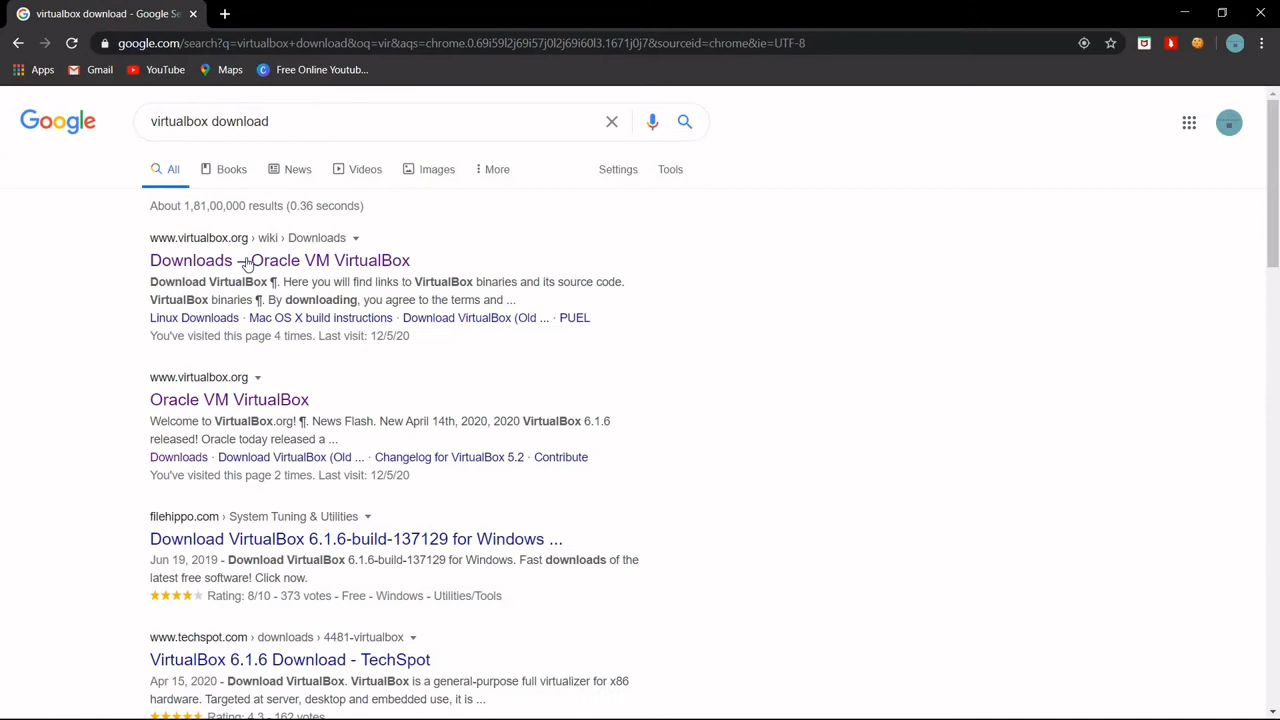 virtualbox download - Google Se
google.com/search?q=virtualbox+download&oq=vir&aqs=chrome.0.69i59l2j69i57j0l2j69i60l3.1671j0j7&sourceid=chrome&ie=UTF-8
Apps Gmail YouTube Maps Free Online Youtub...
Google
virtualbox download
All Books News Videos Images More Settings Tools
About 1,81,00,000 results (0.36 seconds)
www.virtualbox.org › wiki › Downloads
Downloads – Oracle VM VirtualBox
Download VirtualBox ¶. Here you will find links to VirtualBox binaries and its source code.
VirtualBox binaries ¶. By downloading, you agree to the terms and ...
Linux Downloads · Mac OS X build instructions · Download VirtualBox (Old ... · PUEL
You've visited this page 4 times. Last visit: 12/5/20
www.virtualbox.org
Oracle VM VirtualBox
Welcome to VirtualBox.org! ¶. News Flash. New April 14th, 2020, 2020 VirtualBox 6.1.6
released! Oracle today released a ...
Downloads · Download VirtualBox (Old ... · Changelog for VirtualBox 5.2 · Contribute
You've visited this page 2 times. Last visit: 12/5/20
filehippo.com › System Tuning & Utilities
Download VirtualBox 6.1.6-build-137129 for Windows ...
Jun 19, 2019 - Download VirtualBox 6.1.6-build-137129 for Windows. Fast downloads of the
latest free software! Click now.
Rating: 8/10 - 373 votes - Free - Windows - Utilities/Tools
www.techspot.com › downloads › 4481-virtualbox
VirtualBox 6.1.6 Download - TechSpot
Apr 15, 2020 - Download VirtualBox. VirtualBox is a general-purpose full virtualizer for x86
hardware. Targeted at server, desktop and embedded use, it is ...
Rating: 4.3 - 162 votes